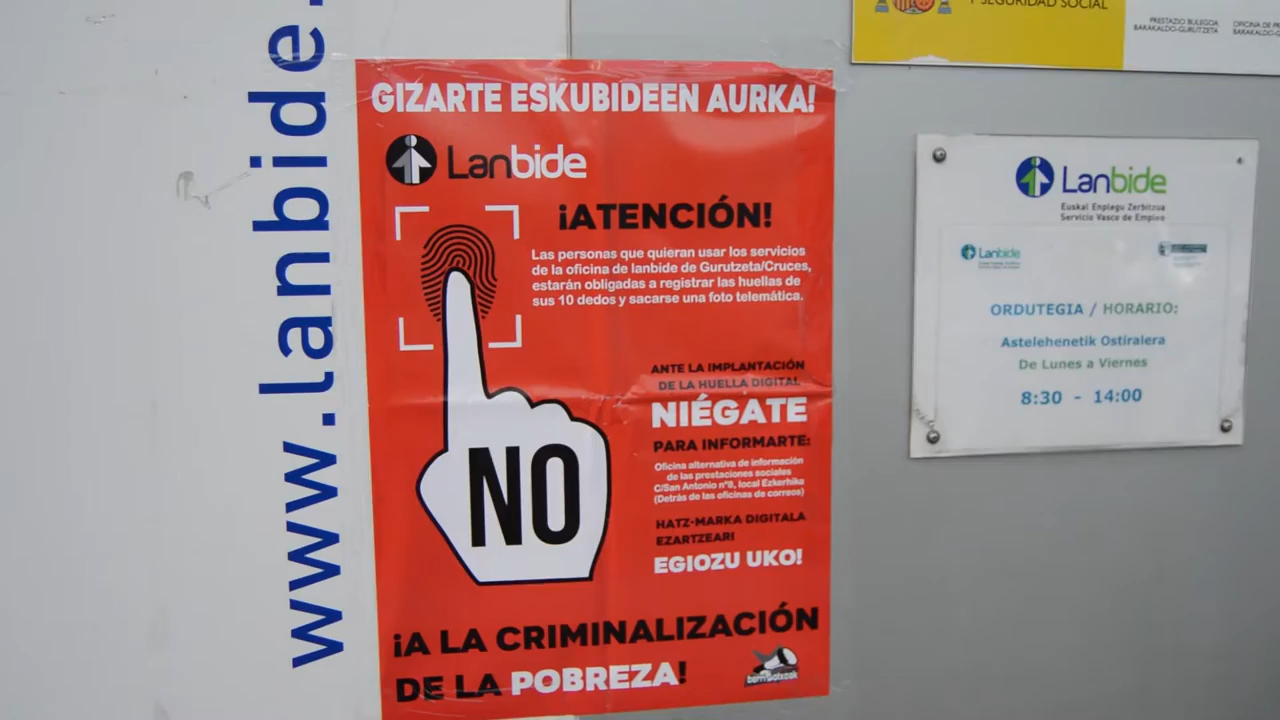 www.lanbide.
GIZARTE ESKUBIDEEN AURKA!
Lanbide
¡ATENCIÓN!
Las personas que quieran usar los servicios
de la oficina de lanbide de Gurutzeta/Cruces,
estarán obligadas a registrar las huellas de
sus 10 dedos y sacarse una foto telemática.
ANTE LA IMPLANTACIÓN
DE LA HUELLA DIGITAL
NIÉGATE
PARA INFORMARTE:
Oficina alternativa de información
de las prestaciones sociales
C/San Antonio nº8, local Ezkerhika
(Detrás de las oficinas de correos)
HATZ-MARKA DIGITALA
EZARTZEARI
EGIOZU UKO!
NO
¡A LA CRIMINALIZACIÓN
DE LA POBREZA!
Y SEGURIDAD SOCIAL
PRESTAZIO BULEGOA
BARAKALDO-GURUTZETA
OFICINA DE
BARAKALDO
Lanbide
Euskal Enplegu Zerbitzua
Servicio Vasco de Empleo
Lanbide
ORDUTEGIA / HORARIO:
Astelehenetik Ostiralera
De Lunes a Viernes
8:30 - 14:00